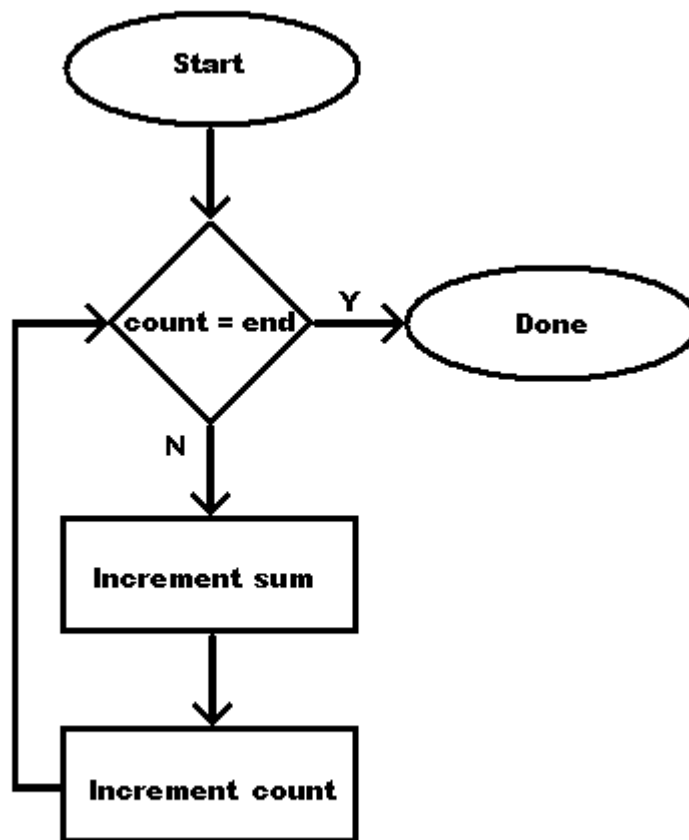 Start
count = end
Y
Done
N
Increment sum
Increment count